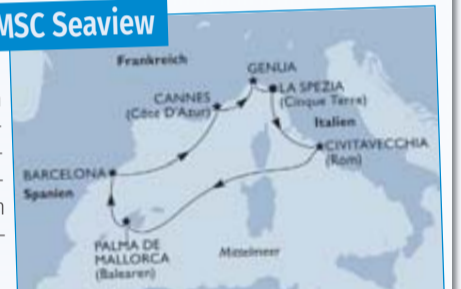 MSC Seaview
Frankreich
GENUA
CANNES
(Côte D'Azur)
LA SPEZIA
(Cinque Terre)
Italien
CIVITAVECCHIA
(Rom)
BARCELONA
Spanien
PALMA DE
MALLORCA
(Balearen)
Mittelmeer